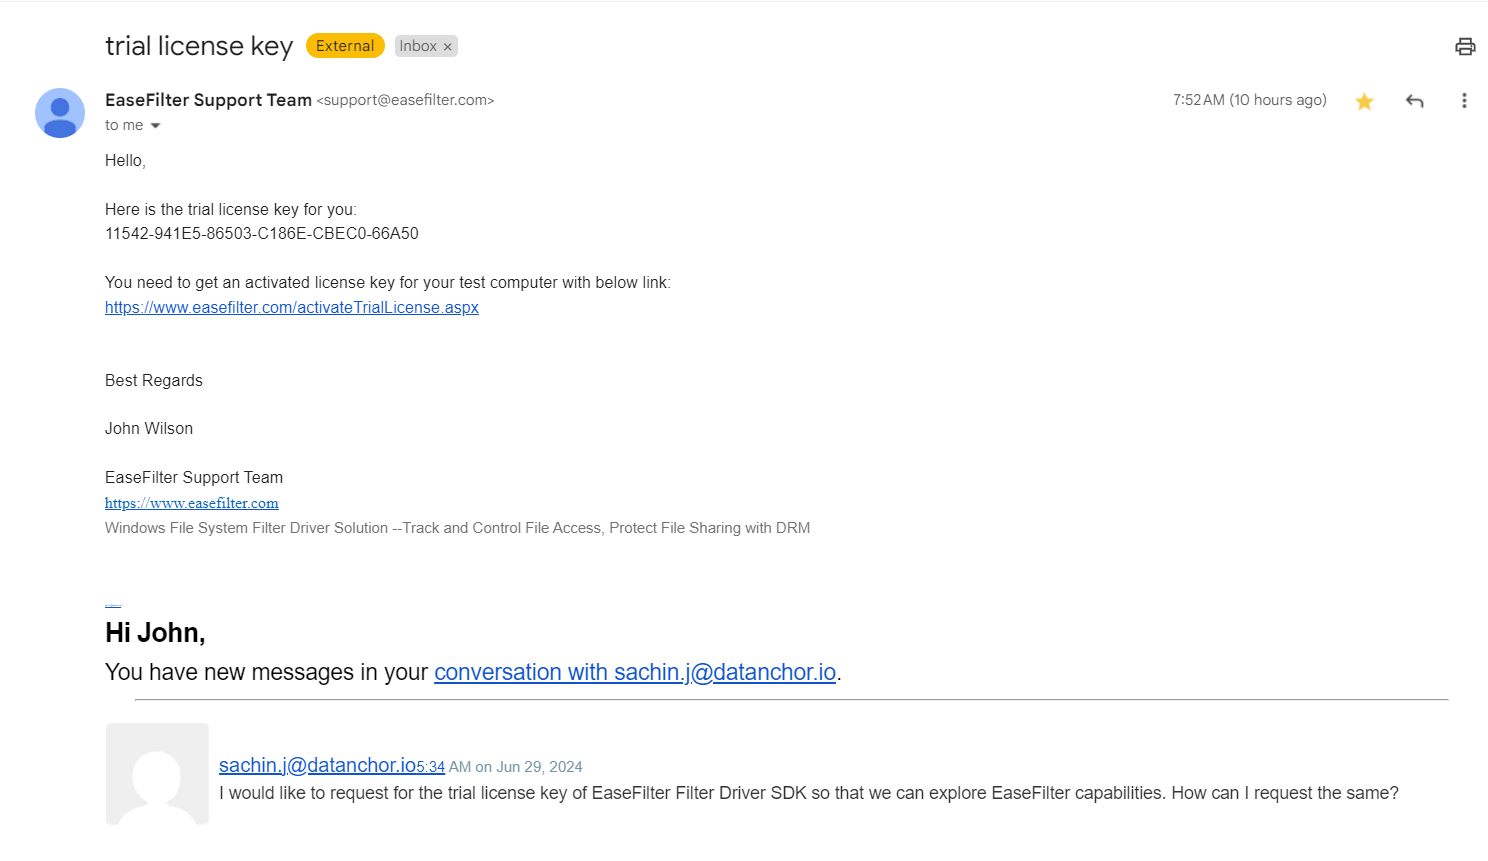 trial license key External Inbox ×
EaseFilter Support Team <support@easefilter.com> 7:52 AM (10 hours ago)
to me
Hello,
Here is the trial license key for you:
11542-941E5-86503-C186E-CBEC0-66A50
You need to get an activated license key for your test computer with below link:
https://www.easefilter.com/activateTrialLicense.aspx
Best Regards
John Wilson
EaseFilter Support Team
https://www.easefilter.com
Windows File System Filter Driver Solution --Track and Control File Access, Protect File Sharing with DRM
Hi John,
You have new messages in your conversation with sachin.j@datanchor.io.
sachin.j@datanchor.io5:34 AM on Jun 29, 2024
I would like to request for the trial license key of EaseFilter Filter Driver SDK so that we can explore EaseFilter capabilities. How can I request the same?